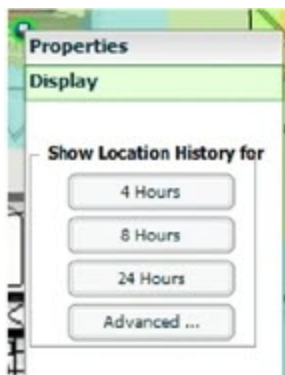 Properties
Display
Show Location History for
4 Hours
8 Hours
24 Hours
Advanced ...